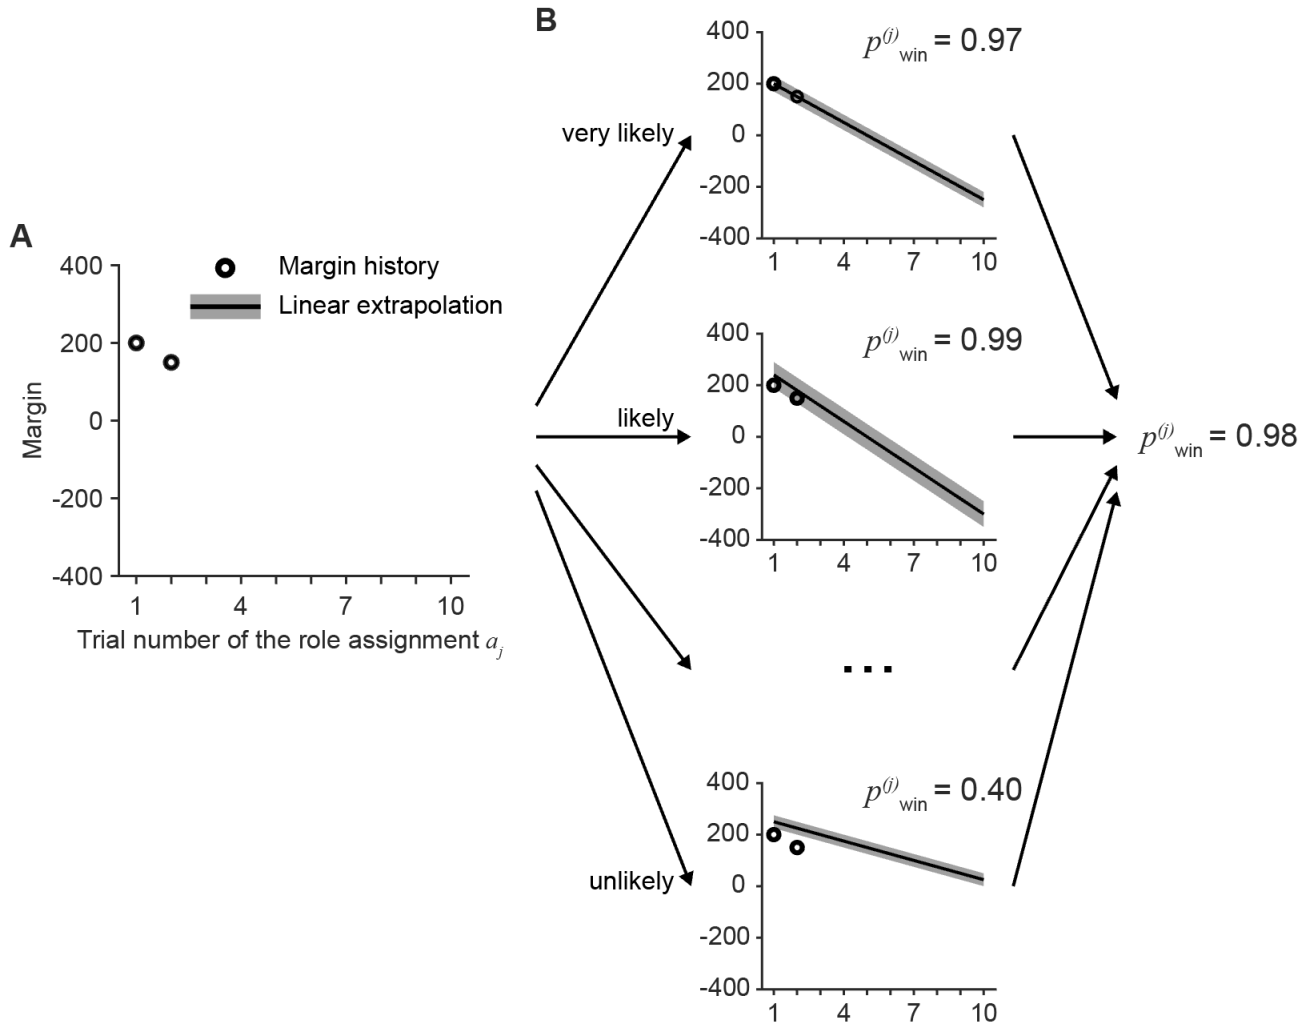 A
400
200
0
-200
-400
Margin
1 4 7 10
Trial number of the role assignment aj
Margin history
Linear extrapolation
B
very likely
400
200
0
-200
-400
1 4 7 10
p(j)win = 0.97
likely
400
200
0
-200
-400
1 4 7 10
p(j)win = 0.99
...
unlikely
400
200
0
-200
-400
1 4 7 10
p(j)win = 0.40
p(j)win = 0.98